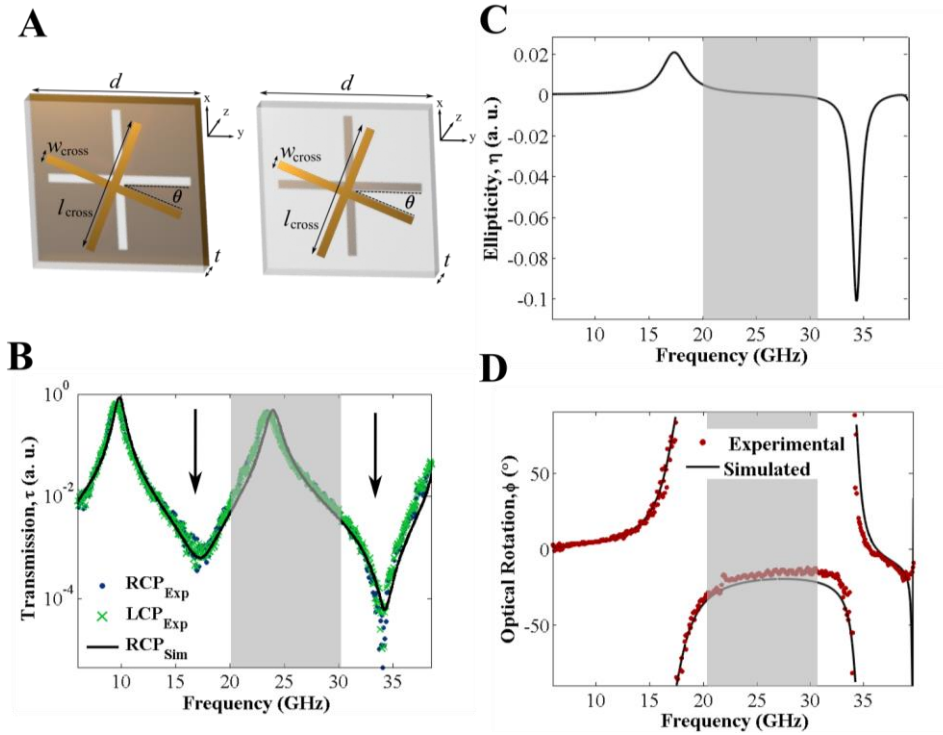 A
d
x
z
y
w_cross
l_cross
θ
t
d
x
z
y
w_cross
l_cross
θ
t
B
Transmission, τ (a. u.)
10^0
10^-2
10^-4
RCP_Exp
LCP_Exp
RCP_Sim
10 15 20 25 30 35
Frequency (GHz)
C
Ellipticity, η (a. u.)
0.02
0
-0.02
-0.04
-0.06
-0.08
-0.1
10 15 20 25 30 35
Frequency (GHz)
D
Optical Rotation, ϕ (°)
50
0
-50
Experimental
Simulated
10 15 20 25 30 35
Frequency (GHz)